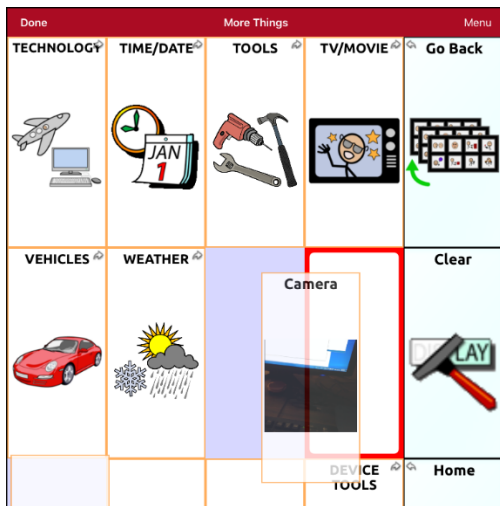 Done More Things Menu
TECHNOLOGY TIME/DATE TOOLS TV/MOVIE Go Back
JAN
1
VEHICLES WEATHER Clear
Camera
DISPLAY
DEVICE Home
TOOLS